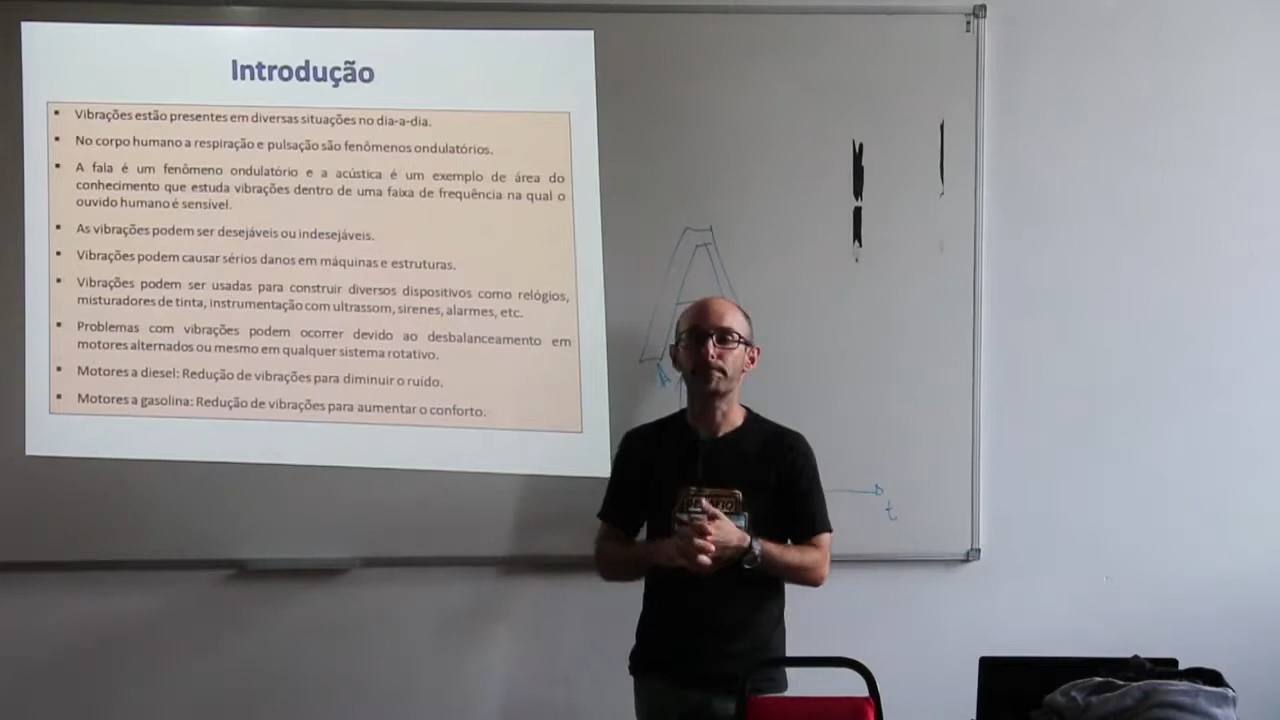 Introdução
▪ Vibrações estão presentes em diversas situações no dia-a-dia.
▪ No corpo humano a respiração e pulsação são fenômenos ondulatórios.
▪ A fala é um fenômeno ondulatório e a acústica é um exemplo de área do
conhecimento que estuda vibrações dentro de uma faixa de frequência na qual o
ouvido humano é sensível.
▪ As vibrações podem ser desejáveis ou indesejáveis.
▪ Vibrações podem causar sérios danos em máquinas e estruturas.
▪ Vibrações podem ser usadas para construir diversos dispositivos como relógios,
misturadores de tinta, instrumentação com ultrassom, sirenes, alarmes, etc.
▪ Problemas com vibrações podem ocorrer devido ao desbalanceamento em
motores alternados ou mesmo em qualquer sistema rotativo.
▪ Motores a diesel: Redução de vibrações para diminuir o ruído.
▪ Motores a gasolina: Redução de vibrações para aumentar o conforto.
A
t